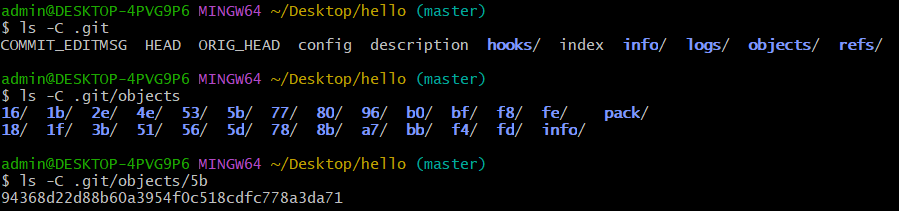 admin@DESKTOP-4PVG9P6 MINGW64 ~/Desktop/hello (master)
$ ls -C .git
COMMIT_EDITMSG  HEAD  ORIG_HEAD  config  description  hooks/  index  info/  logs/  objects/  refs/
admin@DESKTOP-4PVG9P6 MINGW64 ~/Desktop/hello (master)
$ ls -C .git/objects
16/  1b/  2e/  4e/  53/  5b/  77/  80/  96/  b0/  bf/  f8/  fe/    pack/
18/  1f/  3b/  51/  56/  5d/  78/  8b/  a7/  bb/  f4/  fd/  info/
admin@DESKTOP-4PVG9P6 MINGW64 ~/Desktop/hello (master)
$ ls -C .git/objects/5b
94368d22d88b60a3954f0c518cdfc778a3da71